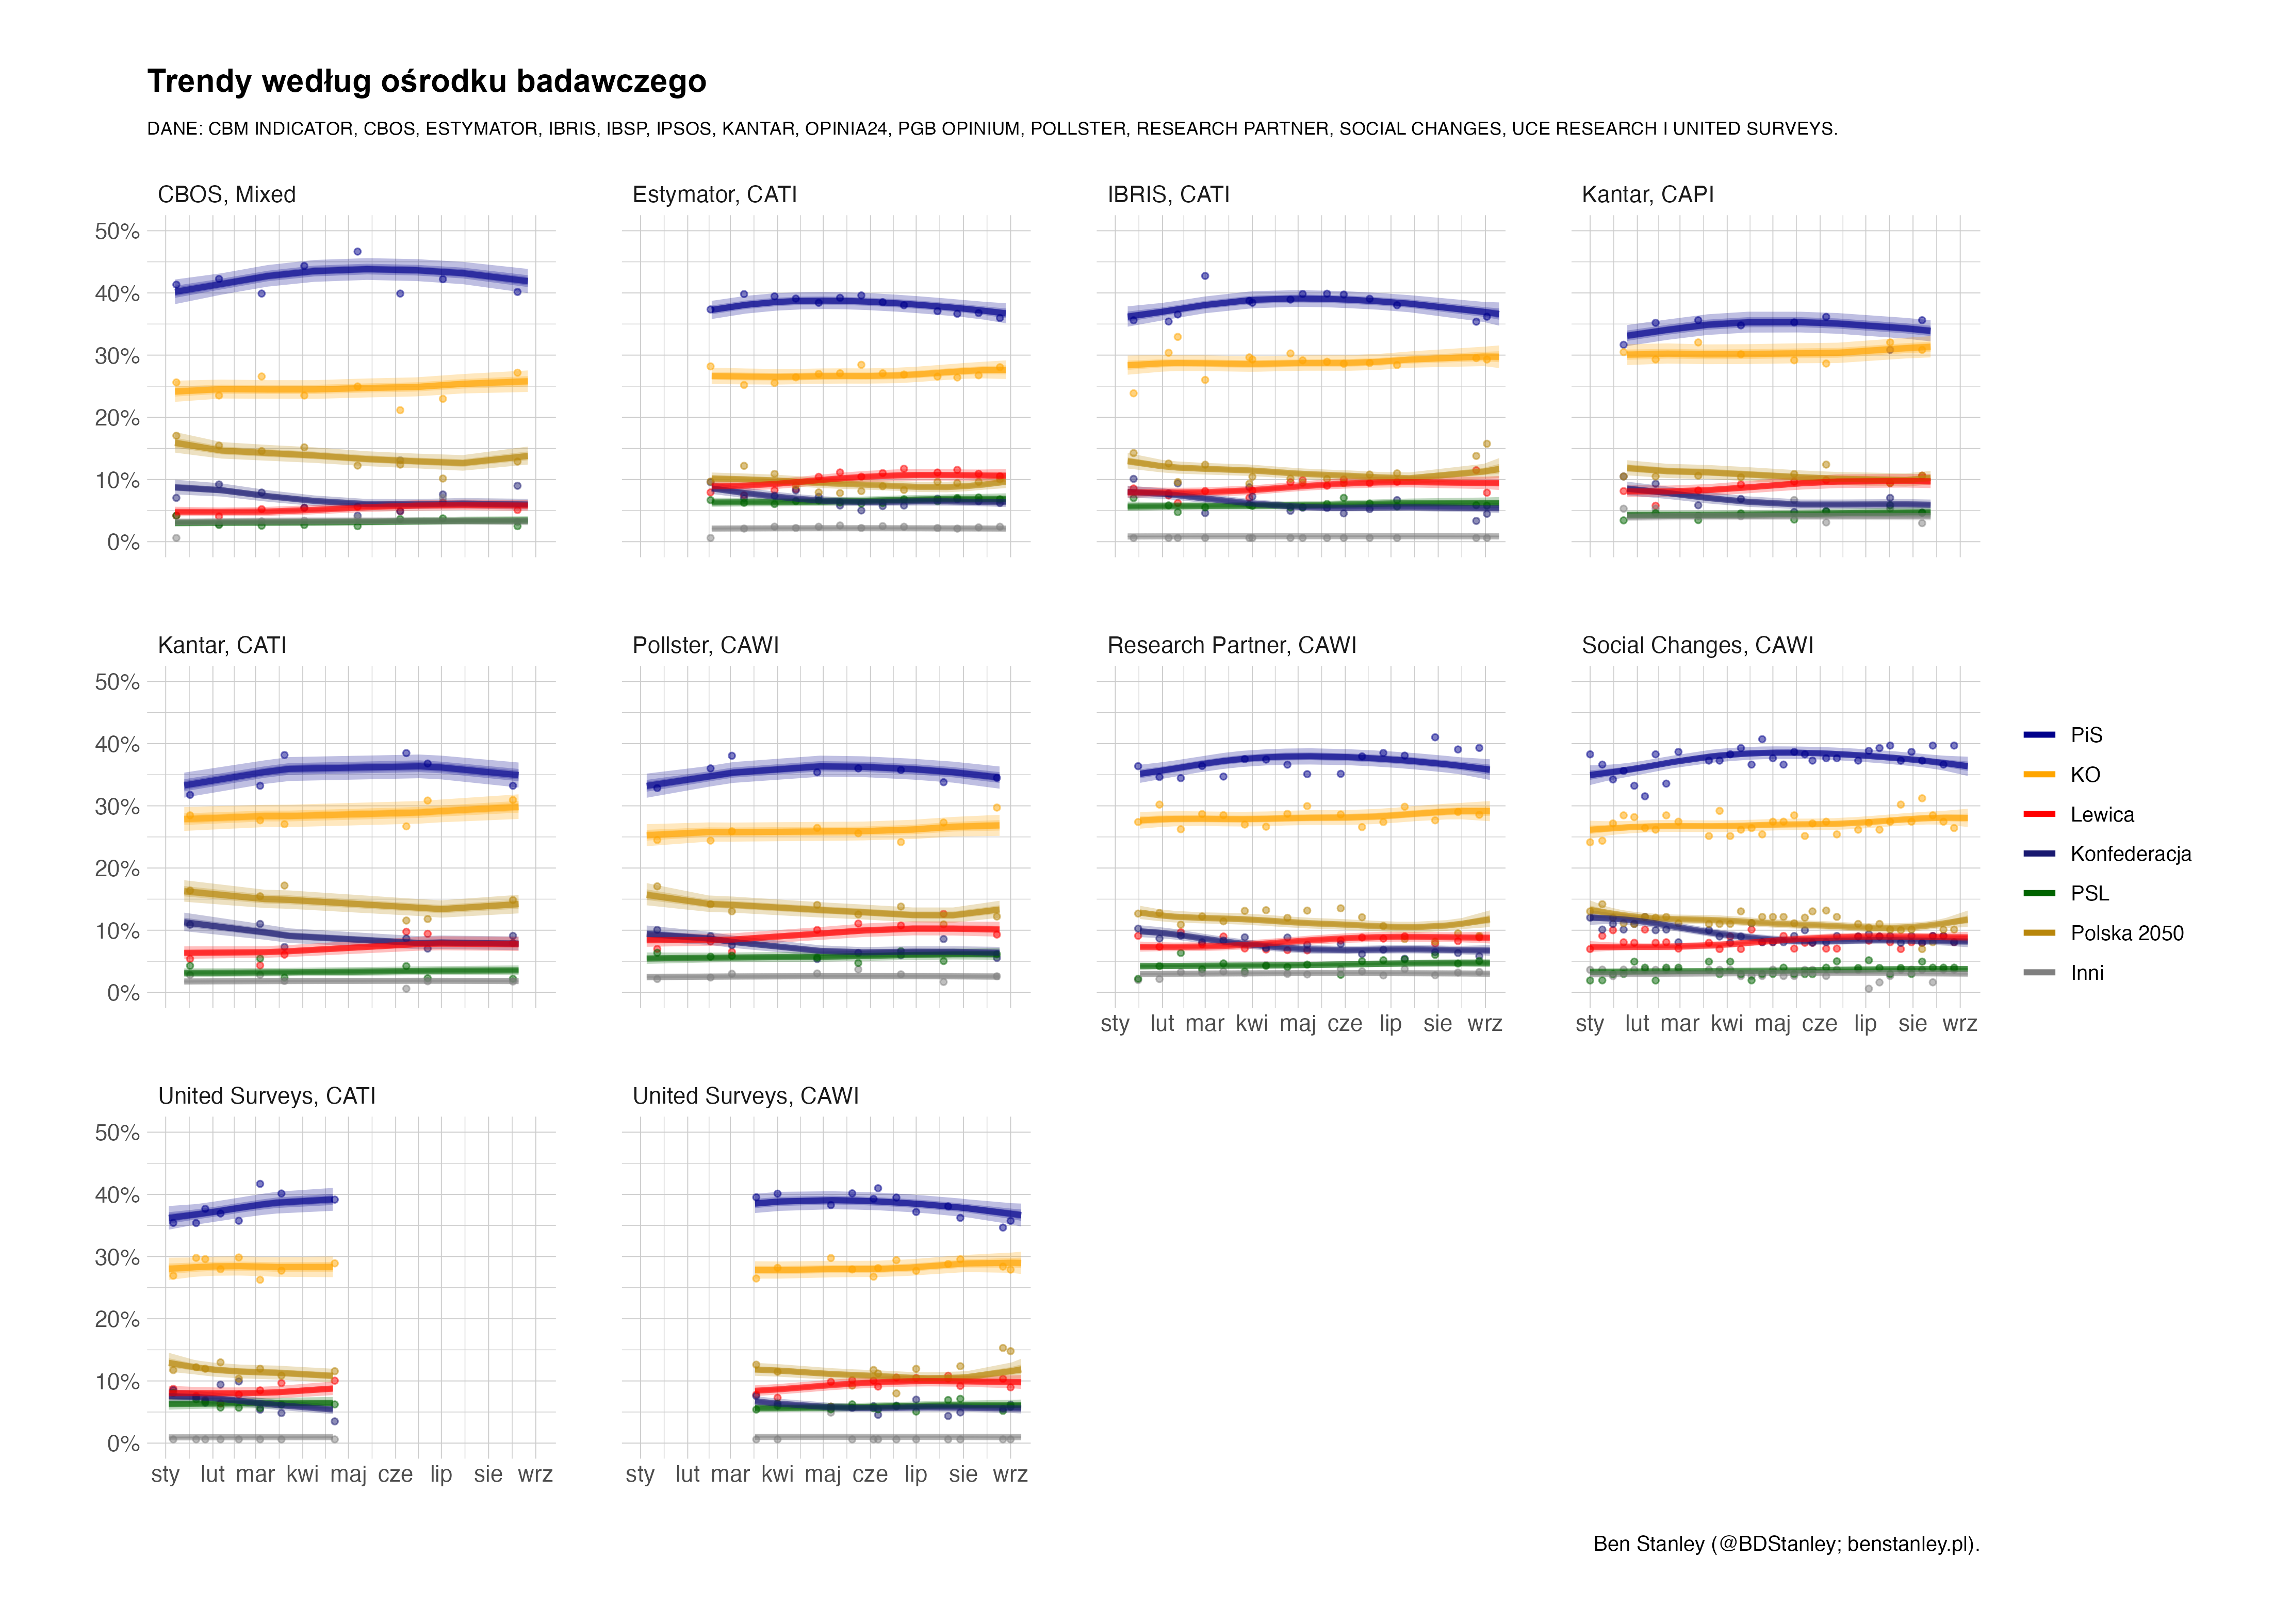 Trendy według ośrodku badawczego
DANE: CBM INDICATOR, CBOS, ESTYMATOR, IBRIS, IBSP, IPSOS, KANTAR, OPINIA24, PGB OPINIUM, POLLSTER, RESEARCH PARTNER, SOCIAL CHANGES, UCE RESEARCH I UNITED SURVEYS.
CBOS, Mixed
Estymator, CATI
IBRIS, CATI
Kantar, CAPI
50%
40%
30%
20%
10%
0%
Kantar, CATI
Pollster, CAWI
Research Partner, CAWI
Social Changes, CAWI
50%
40%
30%
20%
10%
0%
sty lut mar kwi maj cze lip sie wrz
sty lut mar kwi maj cze lip sie wrz
PiS
KO
Lewica
Konfederacja
PSL
Polska 2050
Inni
United Surveys, CATI
United Surveys, CAWI
50%
40%
30%
20%
10%
0%
sty lut mar kwi maj cze lip sie wrz
sty lut mar kwi maj cze lip sie wrz
Ben Stanley (@BDStanley; benstanley.pl).